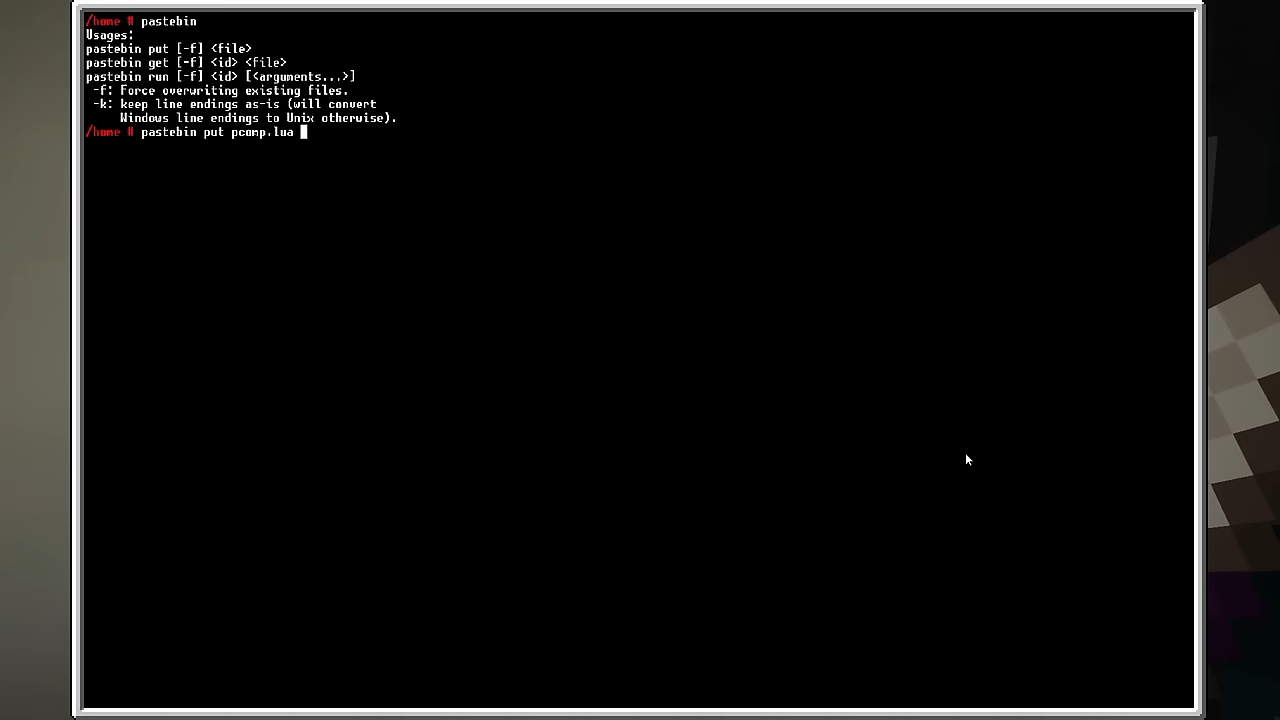 /home # pastebin
Usages:
pastebin put [-f] <file>
pastebin get [-f] <id> <file>
pastebin run [-f] <id> [<arguments...>]
 -f: Force overwriting existing files.
 -k: keep line endings as-is (will convert
     Windows line endings to Unix otherwise).
/home # pastebin put pcomp.lua